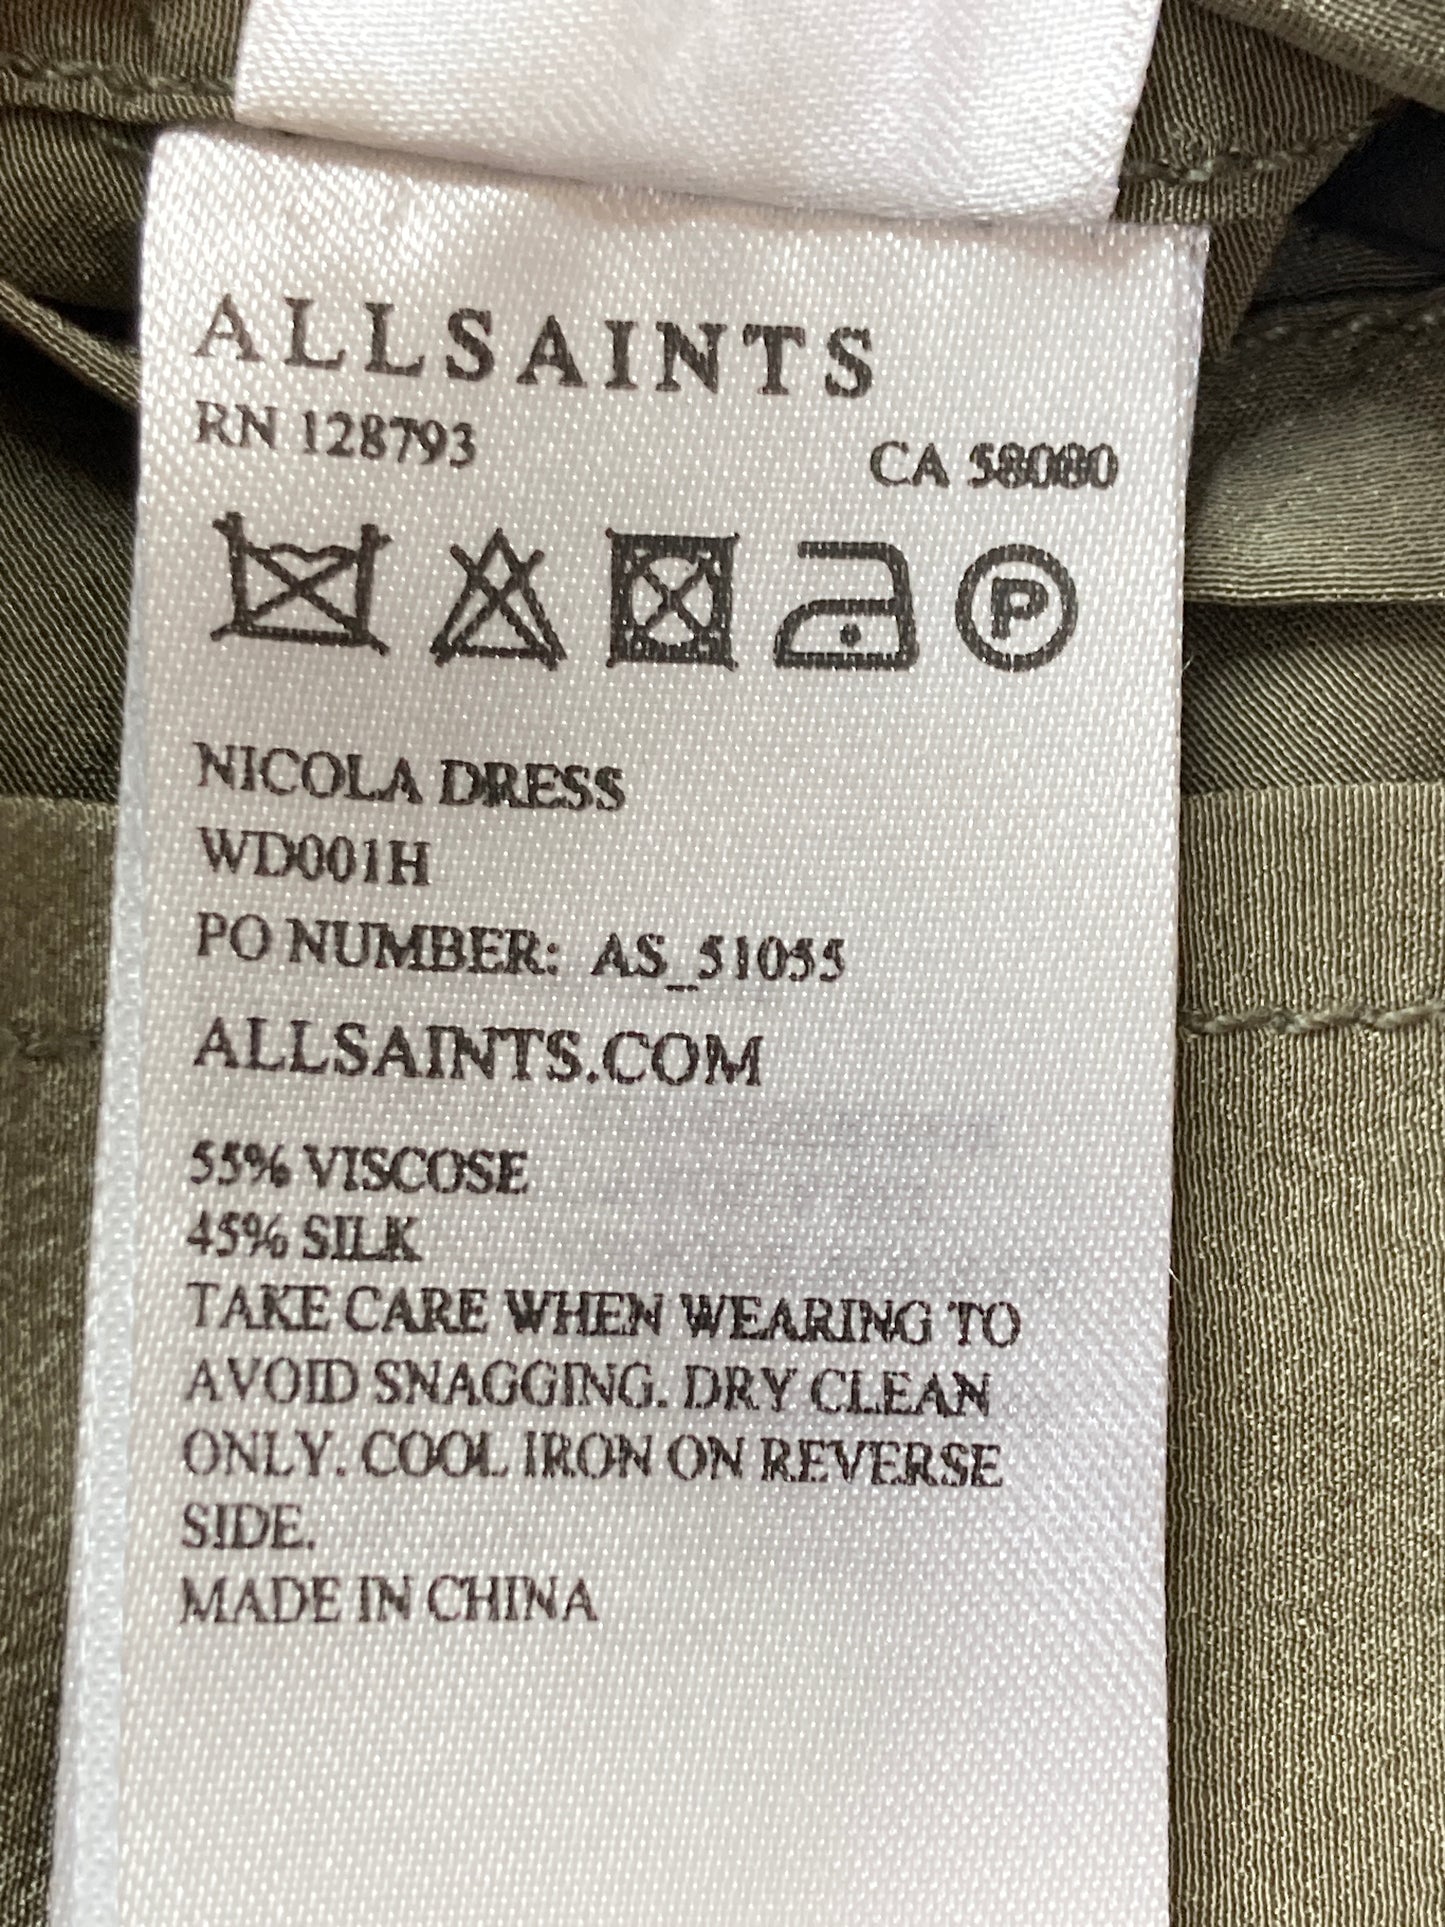 ALLSAINTS
RN 128793 CA 58080
P
NICOLA DRESS
WD001H
PO NUMBER: AS_51055
ALLSAINTS.COM
55% VISCOSE
45% SILK
TAKE CARE WHEN WEARING TO
AVOID SNAGGING. DRY CLEAN
ONLY. COOL IRON ON REVERSE
SIDE.
MADE IN CHINA